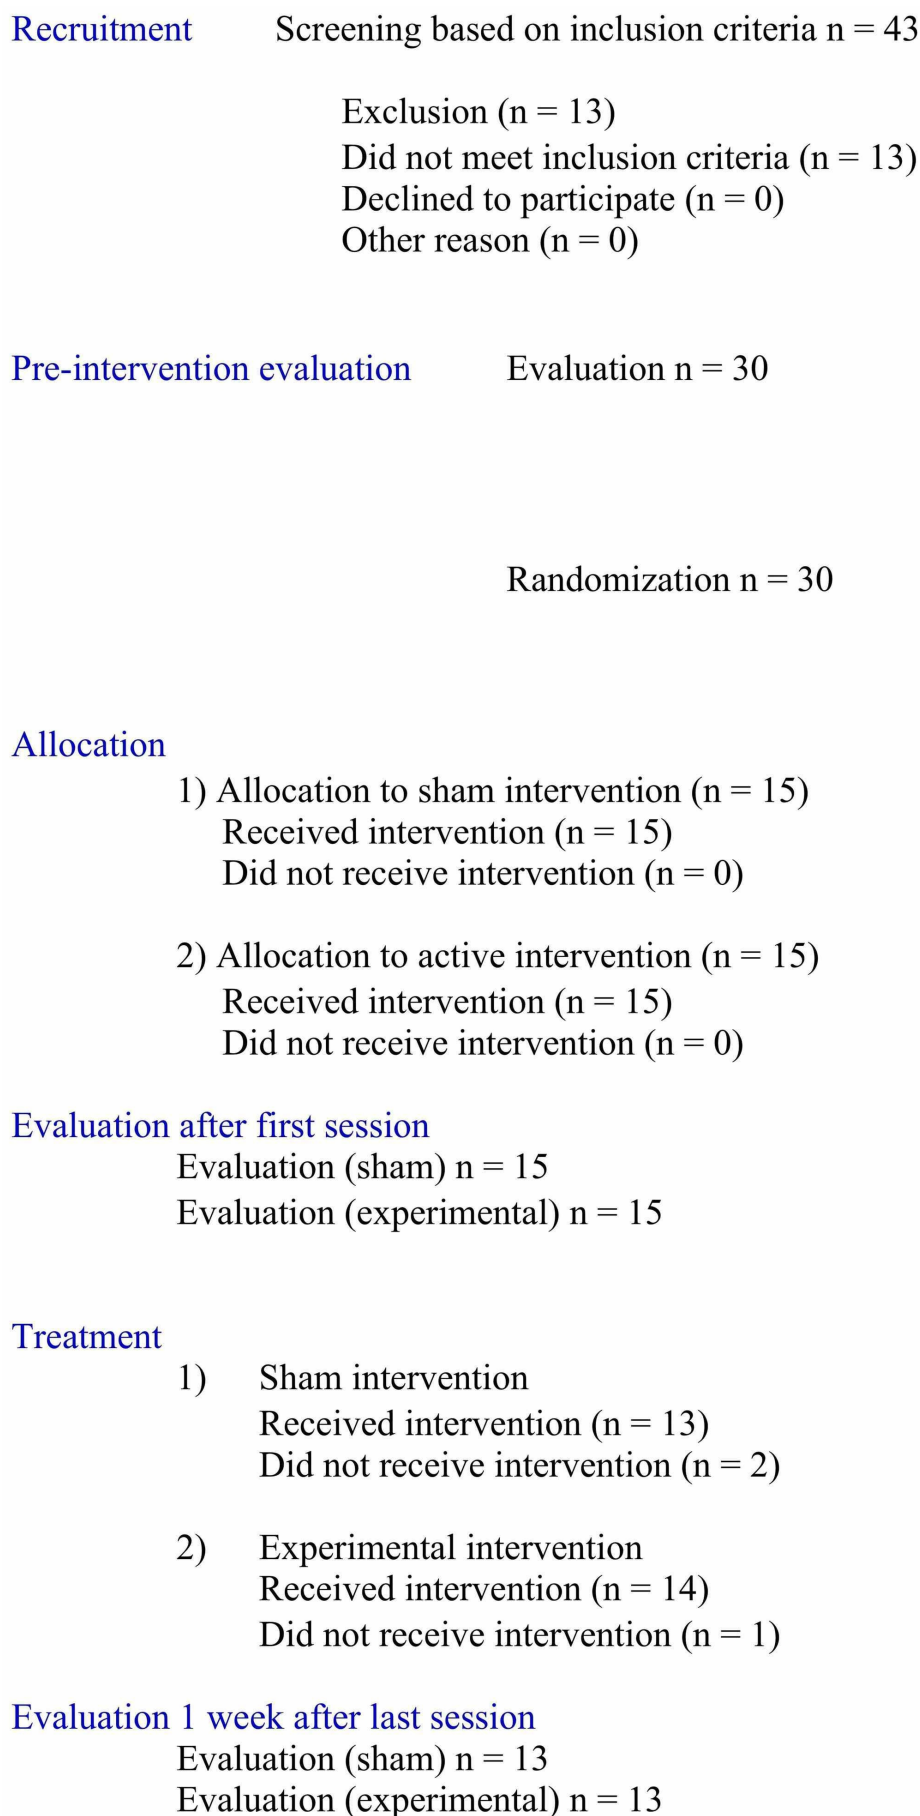 Recruitment Screening based on inclusion criteria n = 43
Exclusion (n = 13)
Did not meet inclusion criteria (n = 13)
Declined to participate (n = 0)
Other reason (n = 0)
Pre-intervention evaluation Evaluation n = 30
Randomization n = 30
Allocation
1) Allocation to sham intervention (n = 15)
Received intervention (n = 15)
Did not receive intervention (n = 0)
2) Allocation to active intervention (n = 15)
Received intervention (n = 15)
Did not receive intervention (n = 0)
Evaluation after first session
Evaluation (sham) n = 15
Evaluation (experimental) n = 15
Treatment
1) Sham intervention
Received intervention (n = 13)
Did not receive intervention (n = 2)
2) Experimental intervention
Received intervention (n = 14)
Did not receive intervention (n = 1)
Evaluation 1 week after last session
Evaluation (sham) n = 13
Evaluation (experimental) n = 13